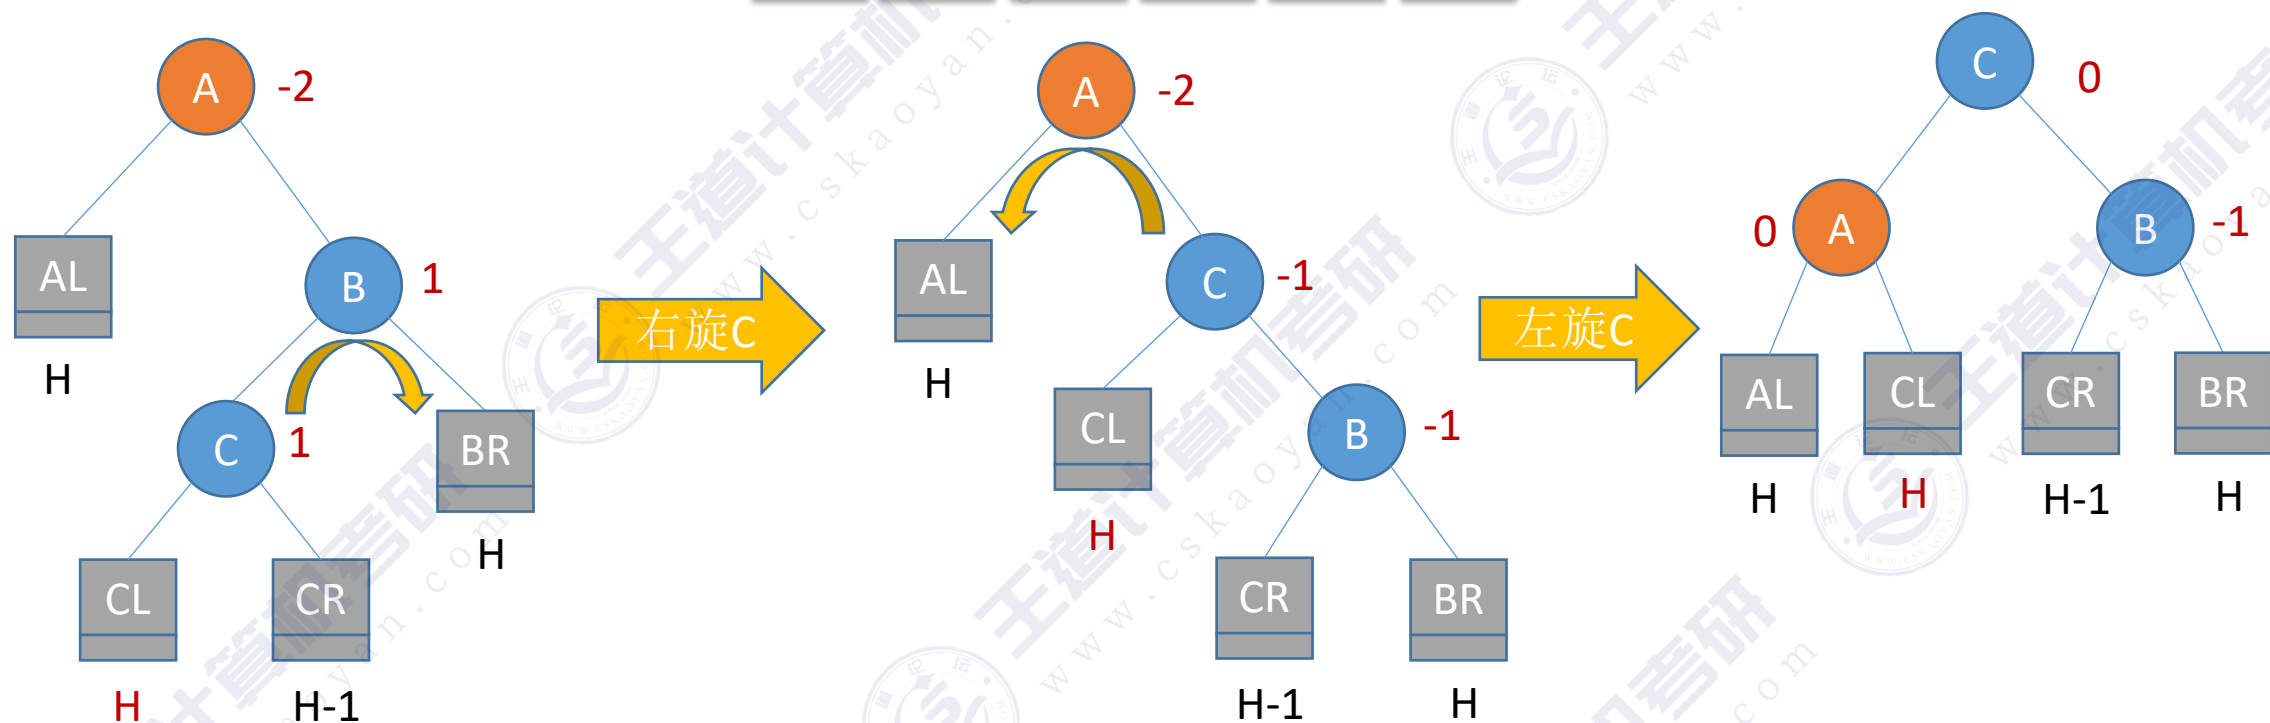 A -2
AL
H
B 1
C 1
BR
H
CL
H
CR
H-1
右旋C
A -2
AL
H
C -1
CL
H
B -1
CR
H-1
BR
H
左旋C
C 0
0 A
B -1
AL
H
CL
H
CR
H-1
BR
H
王道计算机考研
www.cskaoyan.com